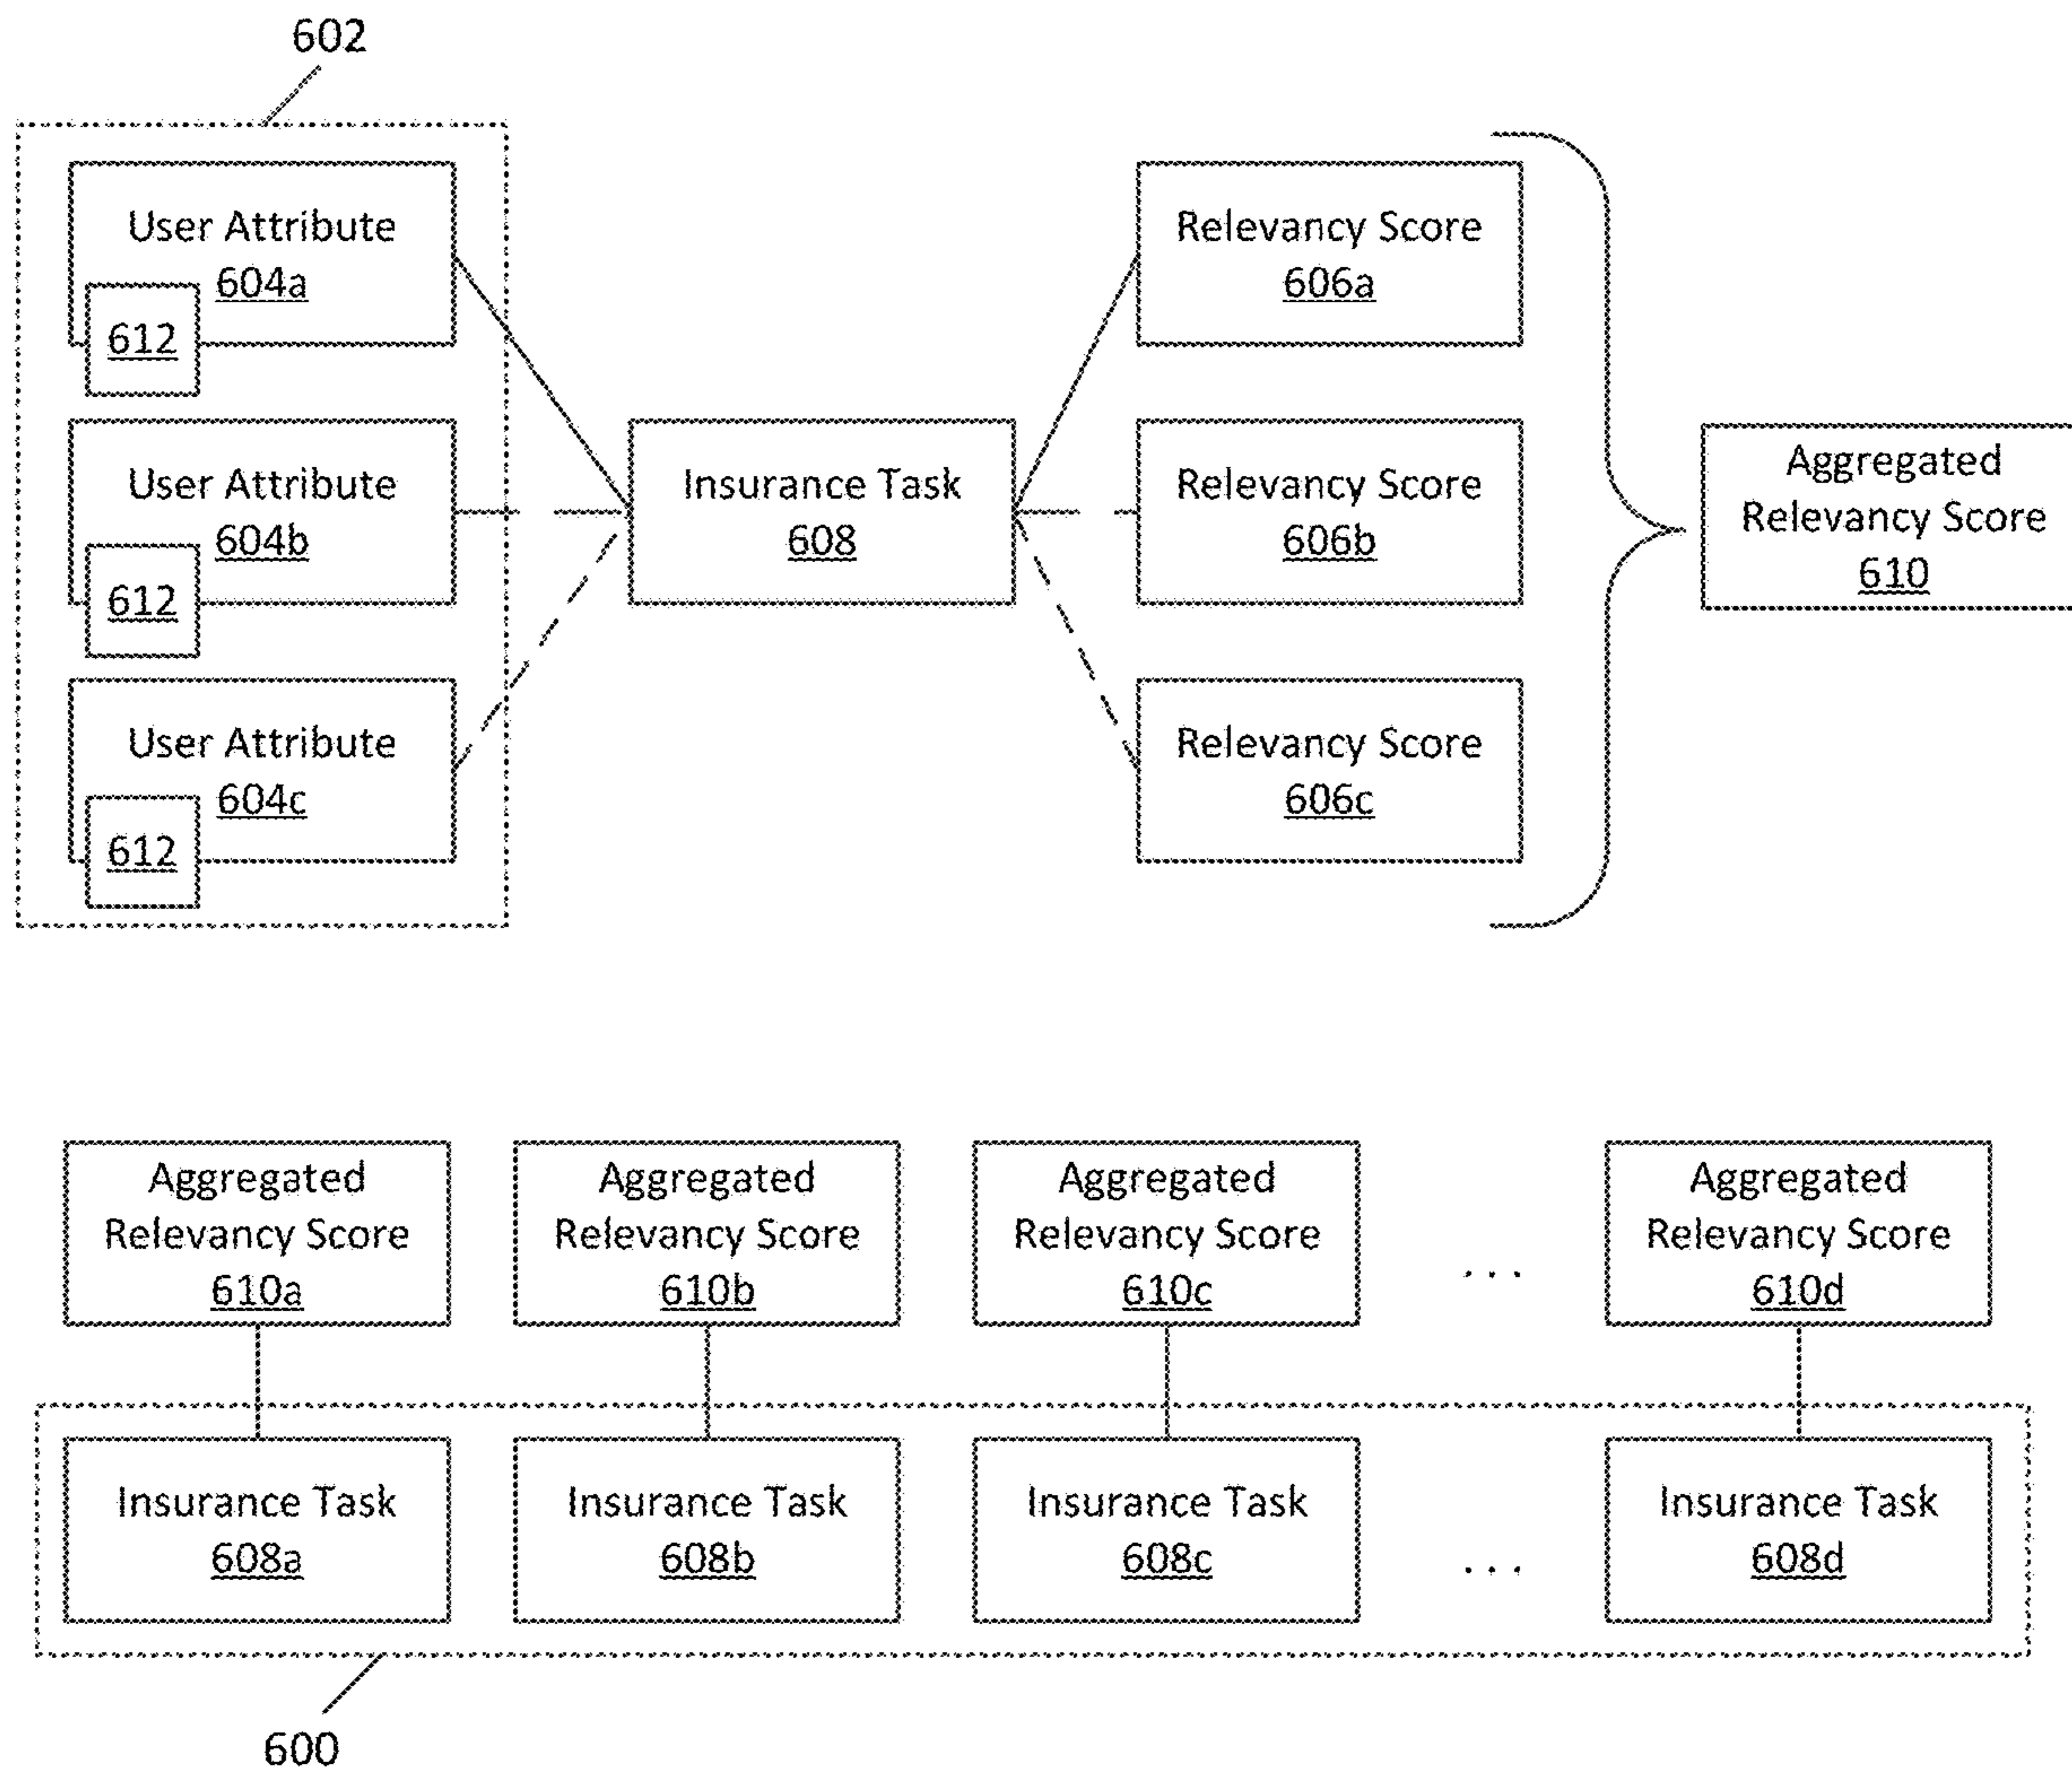 602
User Attribute
604a
612
User Attribute
604b
612
User Attribute
604c
612
Insurance Task
608
Relevancy Score
606a
Relevancy Score
606b
Relevancy Score
606c
Aggregated
Relevancy Score
610
Aggregated
Relevancy Score
610a
Aggregated
Relevancy Score
610b
Aggregated
Relevancy Score
610c
. . .
Aggregated
Relevancy Score
610d
Insurance Task
608a
Insurance Task
608b
Insurance Task
608c
. . .
Insurance Task
608d
600